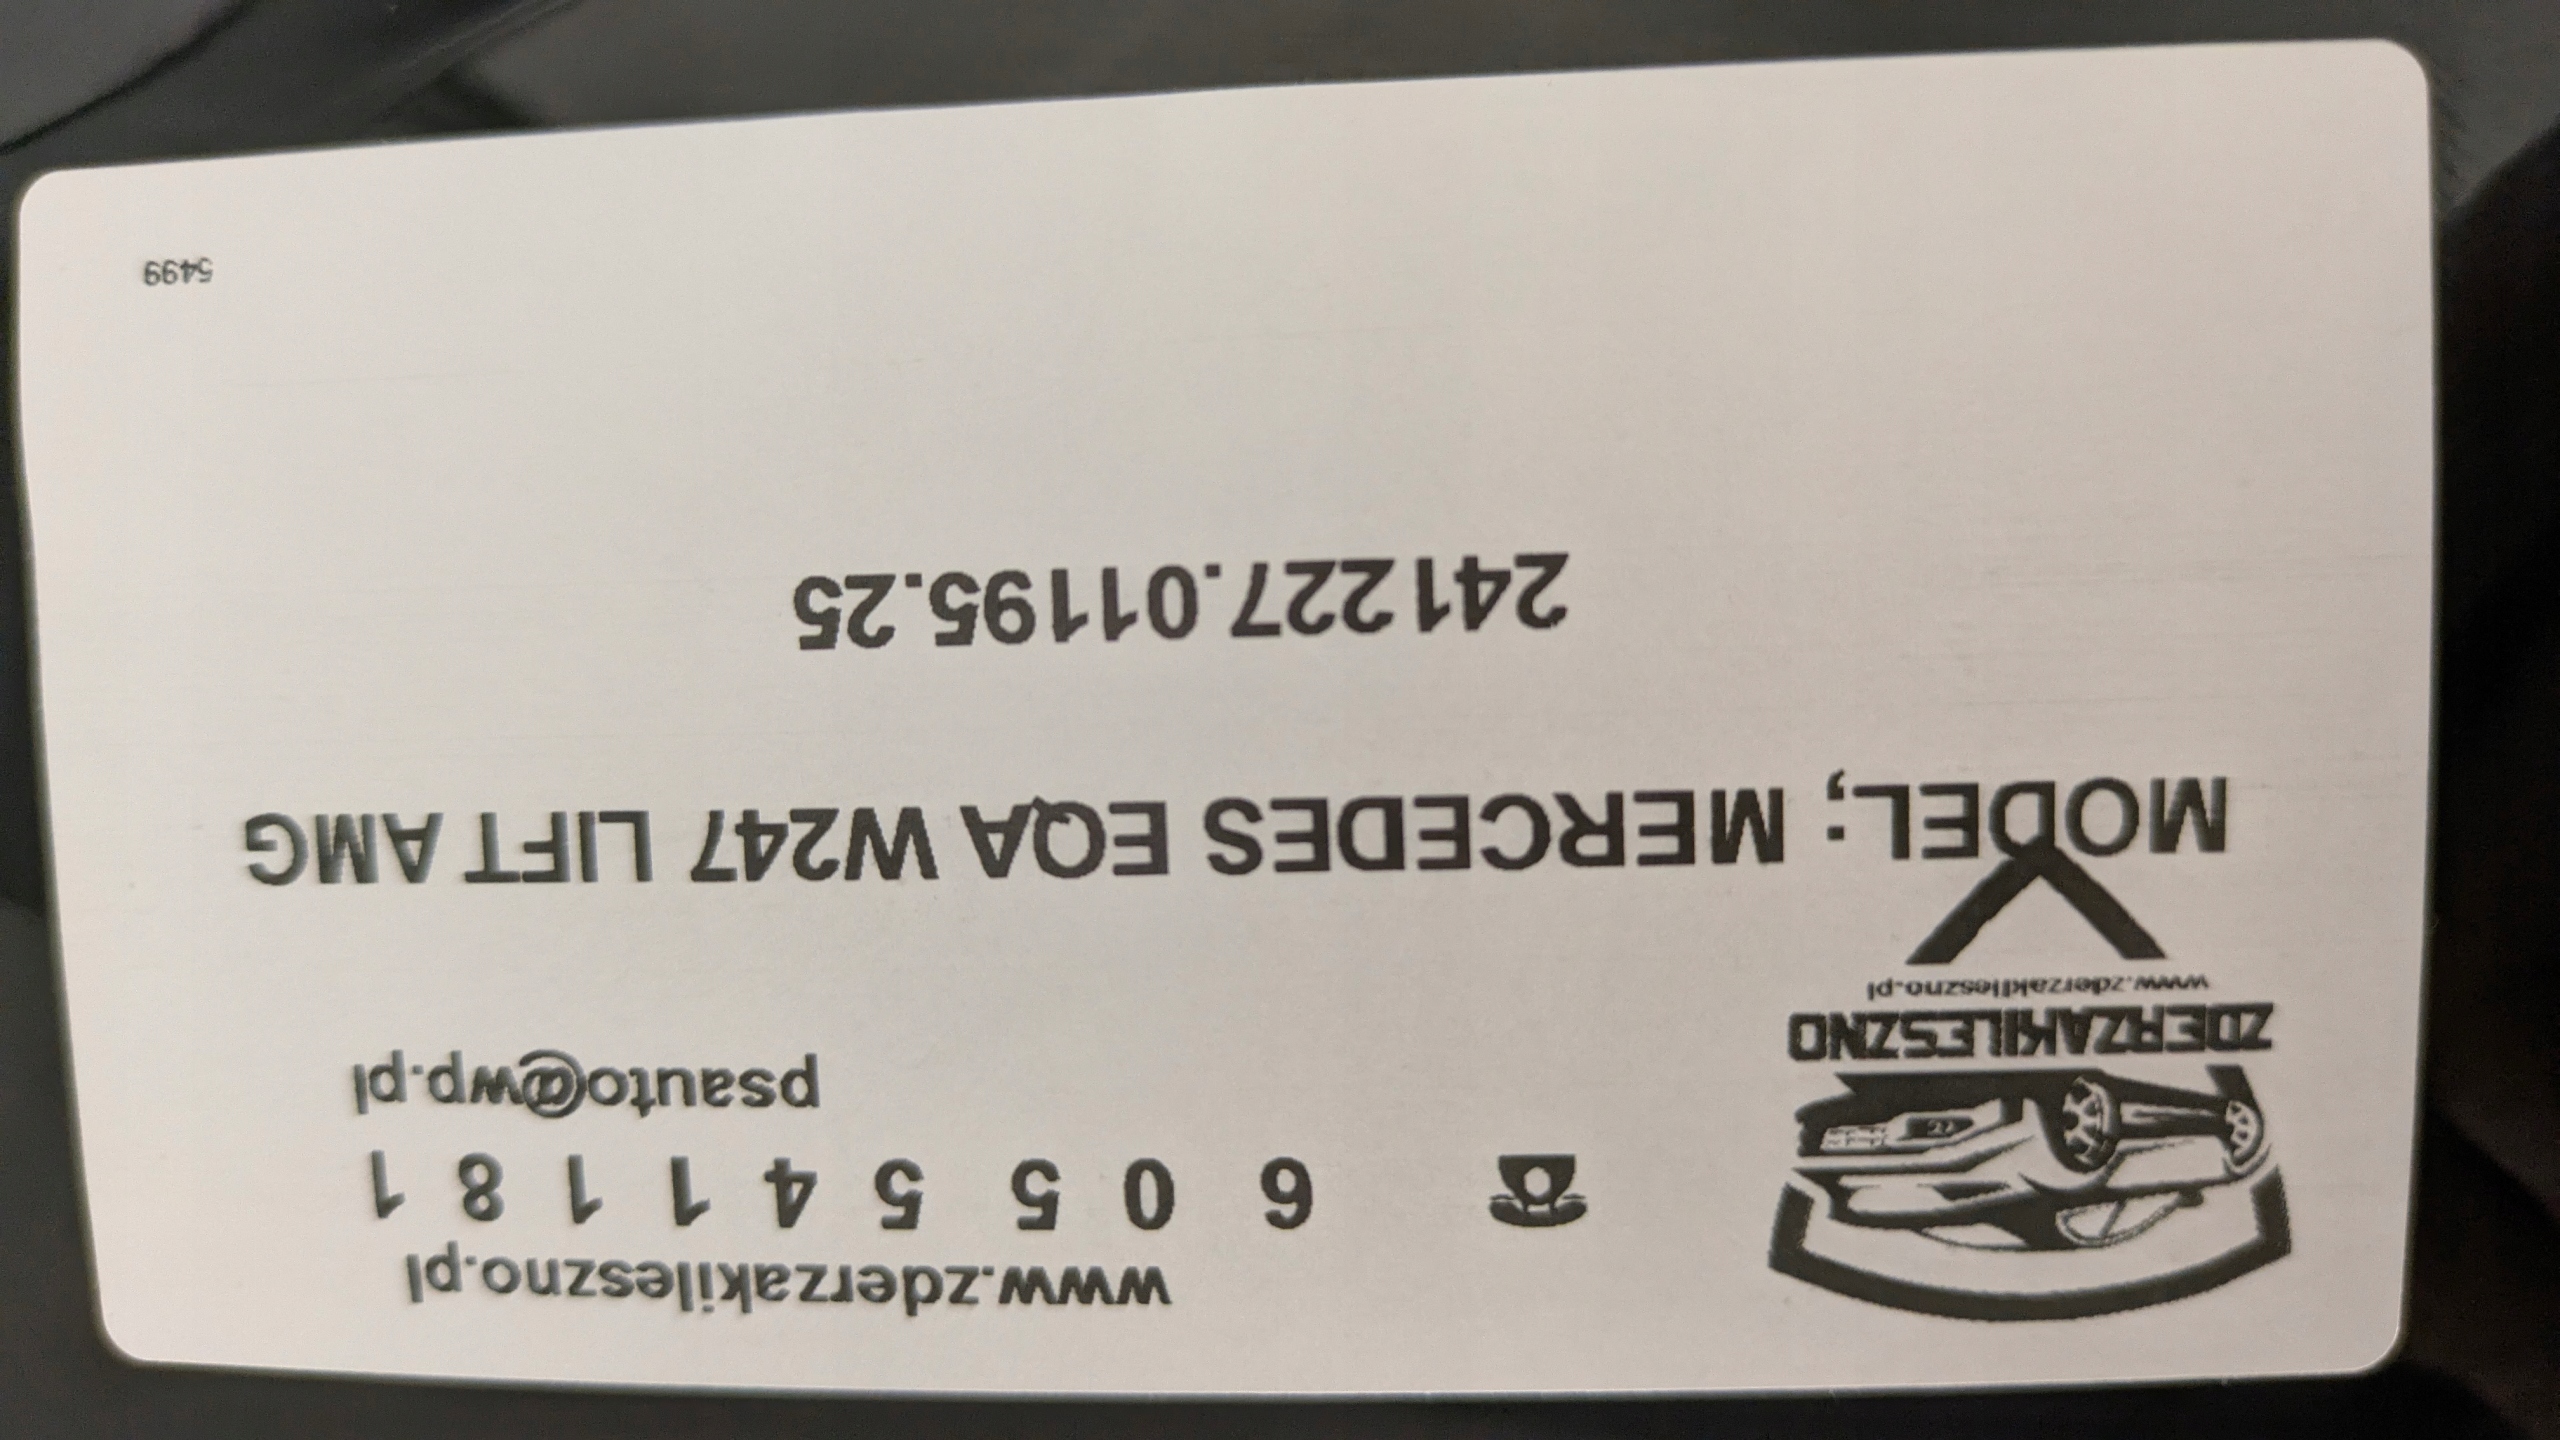 www.zderzakileszno.pl
6 0 5 5 4 1 1 8 1
psauto@wp.pl
ZDERZAKILESZNO
www.zderzakileszno.pl
MODEL; MERCEDES EQA W247 LIFT AMG
241227.01195.25
5499